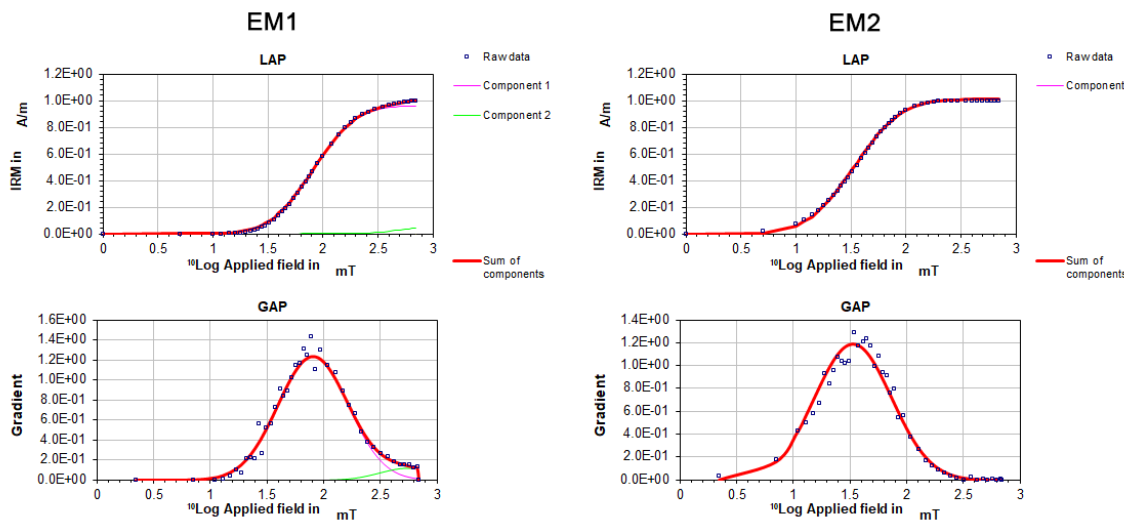 EM1
EM2
LAP
1.2E+00
1.0E+00
8.0E-01
6.0E-01
4.0E-01
2.0E-01
0.0E+00
IRM in A/m
0 0.5 1 1.5 2 2.5 3
¹⁰Log Applied field in mT
Raw data
Component 1
Component 2
Sum of
components
LAP
1.2E+00
1.0E+00
8.0E-01
6.0E-01
4.0E-01
2.0E-01
0.0E+00
IRM in A/m
0 0.5 1 1.5 2 2.5 3
¹⁰Log Applied field in mT
Raw data
Component
Sum of
components
GAP
1.6E+00
1.4E+00
1.2E+00
1.0E+00
8.0E-01
6.0E-01
4.0E-01
2.0E-01
0.0E+00
Gradient
0 0.5 1 1.5 2 2.5 3
¹⁰Log Applied field in mT
GAP
1.4E+00
1.2E+00
1.0E+00
8.0E-01
6.0E-01
4.0E-01
2.0E-01
0.0E+00
Gradient
0 0.5 1 1.5 2 2.5 3
¹⁰Log Applied field in mT